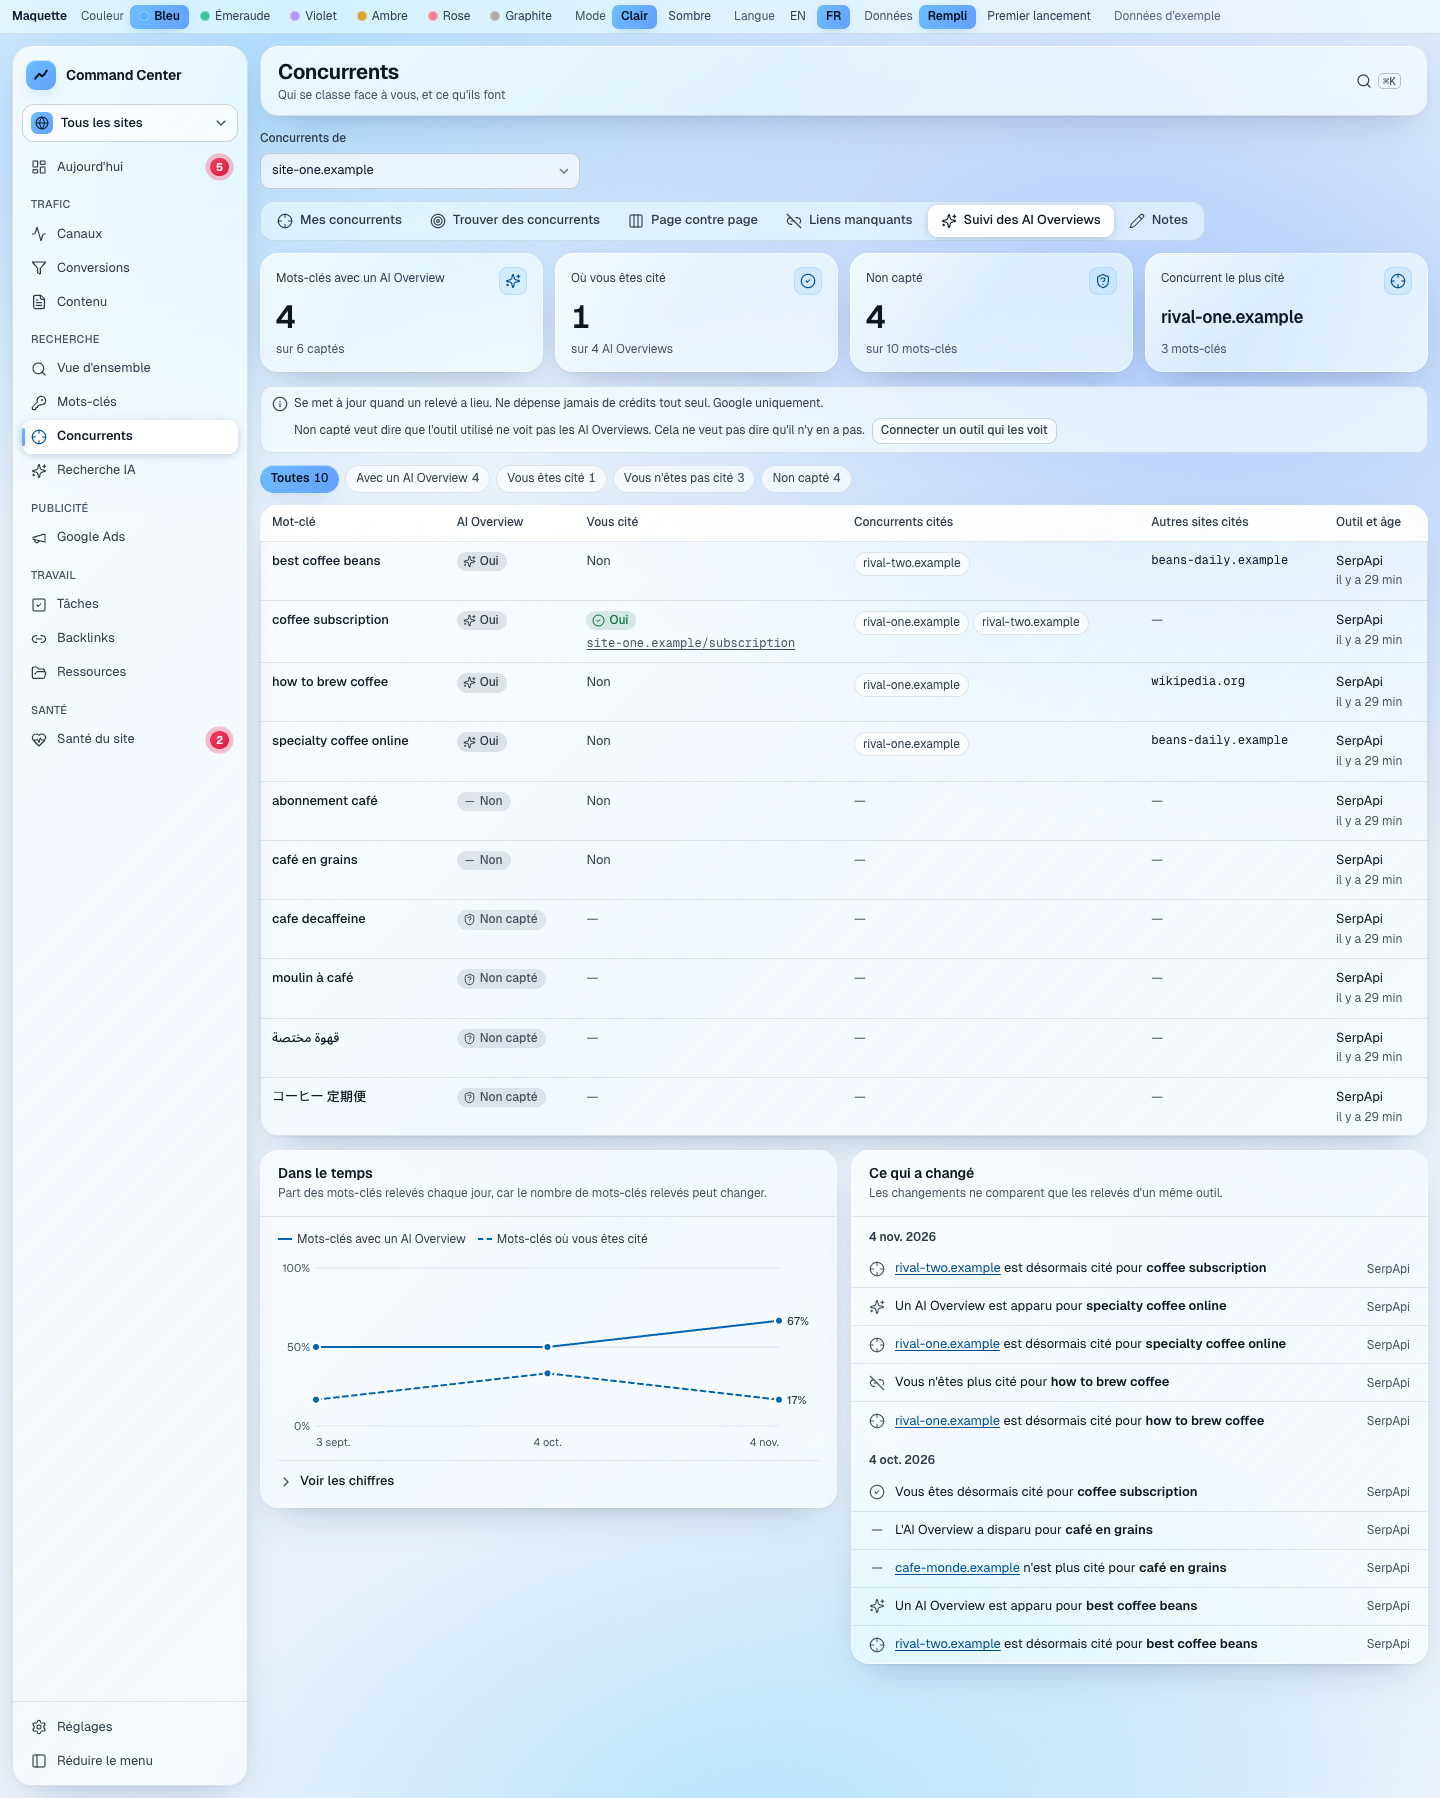 Maquette Couleur Bleu Émeraude Violet Ambre Rose Graphite Mode Clair Sombre Langue EN FR Données Rempli Premier lancement Données d'exemple
Command Center
Tous les sites
Aujourd'hui 5
TRAFIC
Canaux
Conversions
Contenu
RECHERCHE
Vue d'ensemble
Mots-clés
Concurrents
Recherche IA
PUBLICITÉ
Google Ads
TRAVAIL
Tâches
Backlinks
Ressources
SANTÉ
Santé du site 2
Réglages
Réduire le menu
Concurrents
Qui se classe face à vous, et ce qu'ils font
⌘K
Concurrents de
site-one.example
Mes concurrents Trouver des concurrents Page contre page Liens manquants Suivi des AI Overviews Notes
Mots-clés avec un AI Overview
4
sur 6 captés
Où vous êtes cité
1
sur 4 AI Overviews
Non capté
4
sur 10 mots-clés
Concurrent le plus cité
rival-one.example
3 mots-clés
Se met à jour quand un relevé a lieu. Ne dépense jamais de crédits tout seul. Google uniquement.
Non capté veut dire que l'outil utilisé ne voit pas les AI Overviews. Cela ne veut pas dire qu'il n'y en a pas. Connecter un outil qui les voit
Toutes 10 Avec un AI Overview 4 Vous êtes cité 1 Vous n'êtes pas cité 3 Non capté 4
Mot-clé AI Overview Vous cité Concurrents cités Autres sites cités Outil et âge
best coffee beans Oui Non rival-two.example beans-daily.example SerpApi
il y a 29 min
coffee subscription Oui Oui rival-one.example rival-two.example — SerpApi
site-one.example/subscription il y a 29 min
how to brew coffee Oui Non rival-one.example wikipedia.org SerpApi
il y a 29 min
specialty coffee online Oui Non rival-one.example beans-daily.example SerpApi
il y a 29 min
abonnement café — Non Non — — SerpApi
il y a 29 min
café en grains — Non Non — — SerpApi
il y a 29 min
cafe decaffeine Non capté — — — SerpApi
il y a 29 min
moulin à café Non capté — — — SerpApi
il y a 29 min
قهوة مختصة Non capté — — — SerpApi
il y a 29 min
コーヒー 定期便 Non capté — — — SerpApi
il y a 29 min
Dans le temps
Part des mots-clés relevés chaque jour, car le nombre de mots-clés relevés peut changer.
Mots-clés avec un AI Overview Mots-clés où vous êtes cité
100%
67%
50%
17%
0%
3 sept. 4 oct. 4 nov.
Voir les chiffres
Ce qui a changé
Les changements ne comparent que les relevés d'un même outil.
4 nov. 2026
rival-two.example est désormais cité pour coffee subscription SerpApi
Un AI Overview est apparu pour specialty coffee online SerpApi
rival-one.example est désormais cité pour specialty coffee online SerpApi
Vous n'êtes plus cité pour how to brew coffee SerpApi
rival-one.example est désormais cité pour how to brew coffee SerpApi
4 oct. 2026
Vous êtes désormais cité pour coffee subscription SerpApi
L'AI Overview a disparu pour café en grains SerpApi
cafe-monde.example n'est plus cité pour café en grains SerpApi
Un AI Overview est apparu pour best coffee beans SerpApi
rival-two.example est désormais cité pour best coffee beans SerpApi